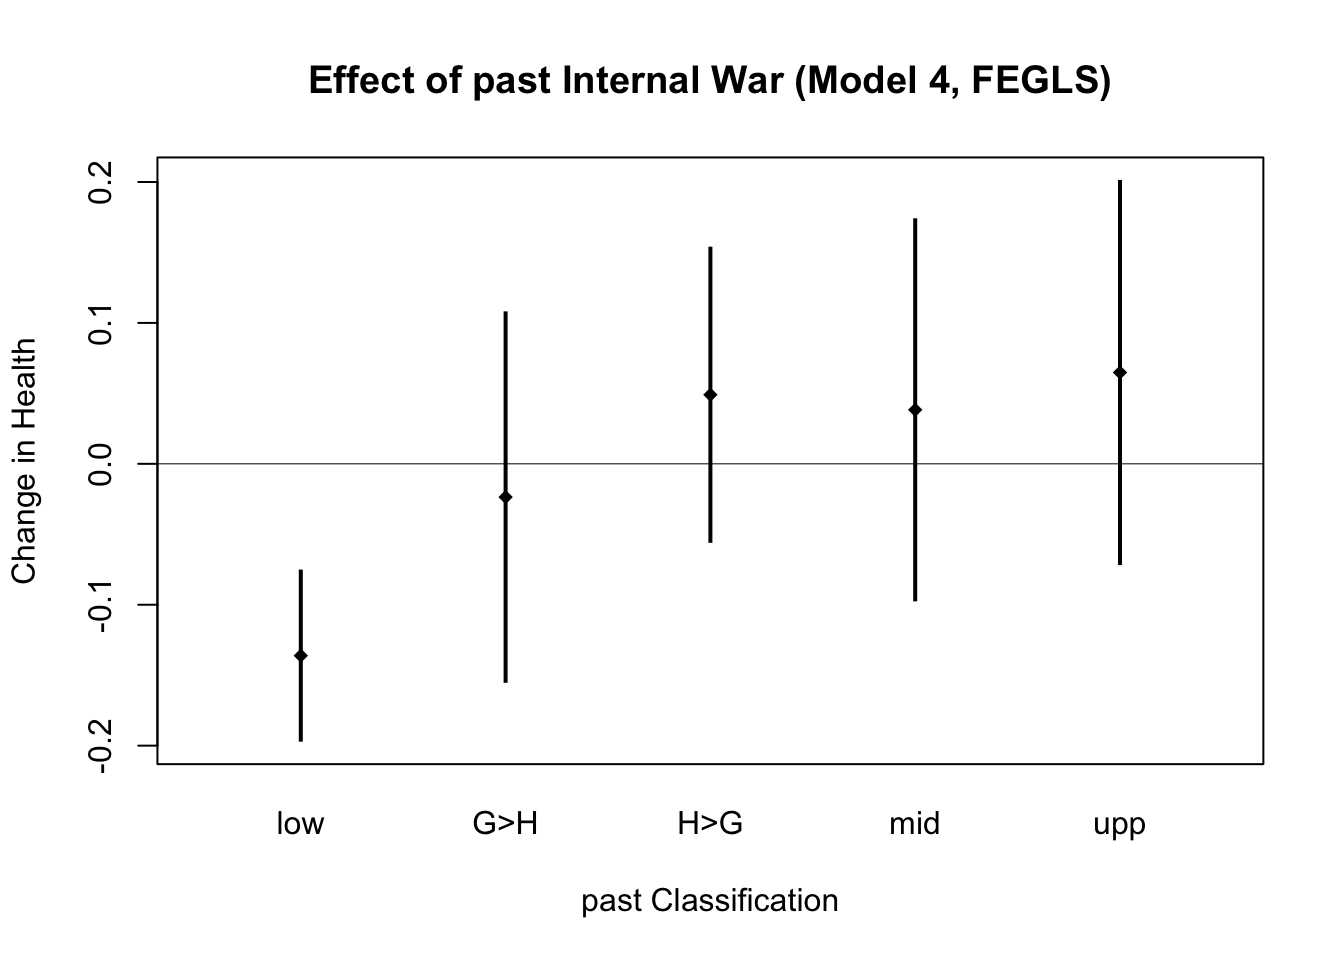 Effect of past Internal War (Model 4, FEGLS)
Change in Health
0.2
0.1
0.0
-0.1
-0.2
low G>H H>G mid upp
past Classification